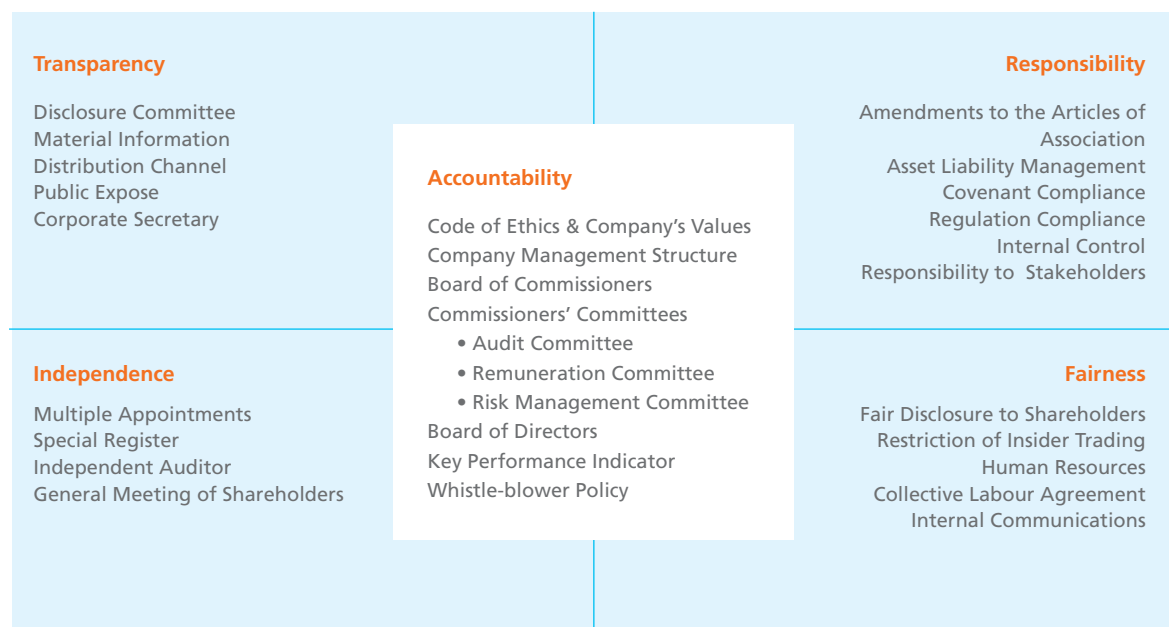 Transparency
Disclosure Committee
Material Information
Distribution Channel
Public Expose
Corporate Secretary
Responsibility
Amendments to the Articles of
Association
Asset Liability Management
Covenant Compliance
Regulation Compliance
Internal Control
Responsibility to  Stakeholders
Accountability
Code of Ethics & Company’s Values
Company Management Structure
Board of Commissioners
Commissioners’ Committees
• Audit Committee
• Remuneration Committee
• Risk Management Committee
Board of Directors
Key Performance Indicator
Whistle-blower Policy
Independence
Multiple Appointments
Special Register
Independent Auditor
General Meeting of Shareholders
Fairness
Fair Disclosure to Shareholders
Restriction of Insider Trading
Human Resources
Collective Labour Agreement
Internal Communications